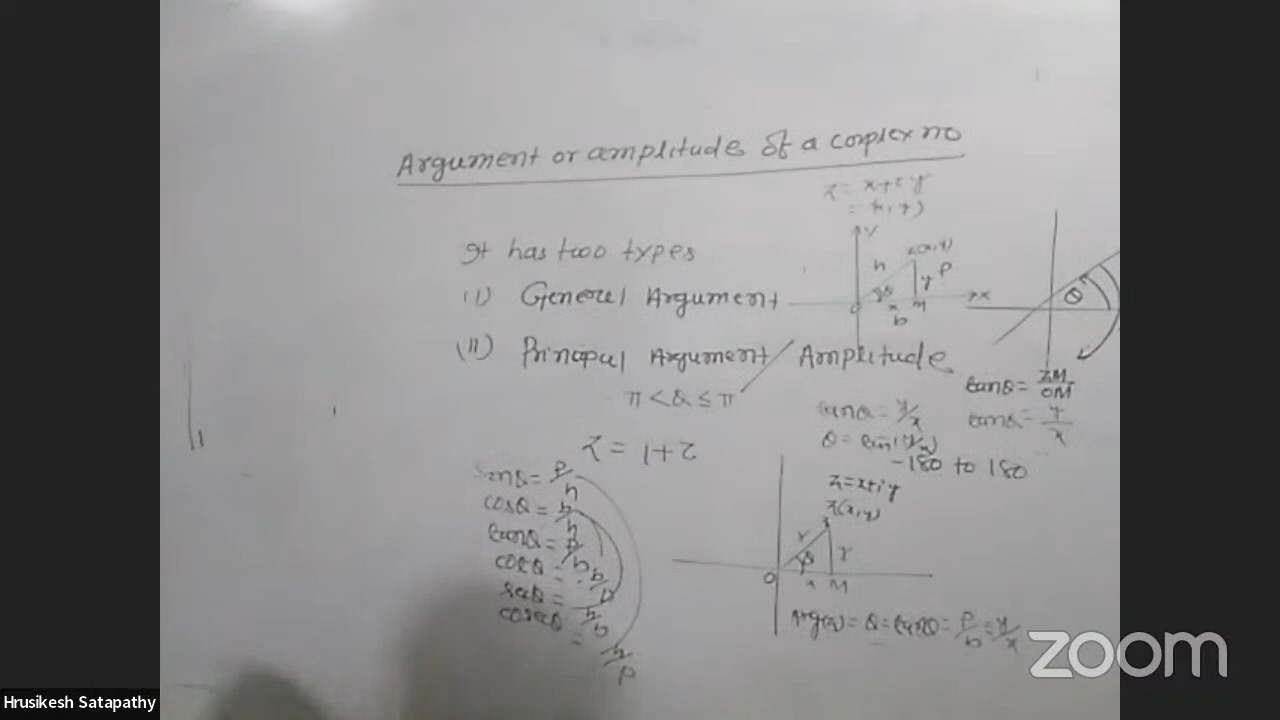 Argument or amplitude of a complex no
z = x+iy
= (x, y)
It has two types
(i) General Argument
(ii) Principal Argument / Amplitude
π < θ ≤ π
Y
z(x,y)
h
P
y
θ
x
M
X
b
O
θ
tanθ = ZM/OM
tanθ = y/x
tanθ = y/x
θ = tan⁻¹(y/x)
-180 to 180
z = 1+i
sinθ = p/h
cosθ = b/h
tanθ = p/b
cotθ = b/p
secθ = h/b
cosecθ = h/p
z=x+iy
z(x,y)
r
y
θ
O
x
M
Arg(z) = θ = tanθ = p/b = y/x
zoom
Hrusikesh Satapathy